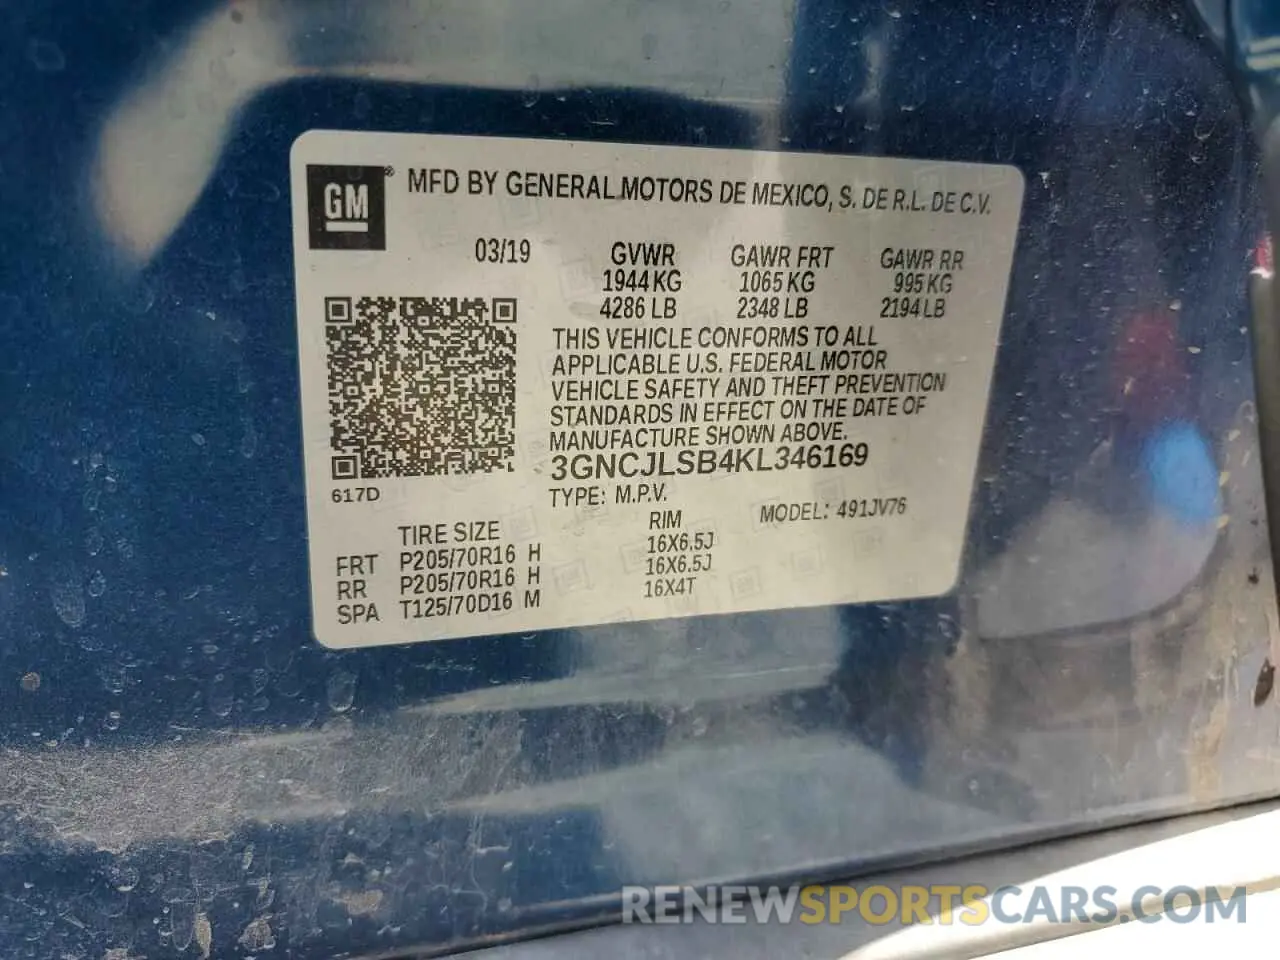 GM ® MFD BY GENERAL MOTORS DE MEXICO, S. DE R.L. DE C.V.
03/19 GVWR GAWR FRT GAWR RR
1944 KG 1065 KG 995 KG
4286 LB 2348 LB 2194 LB
THIS VEHICLE CONFORMS TO ALL
APPLICABLE U.S. FEDERAL MOTOR
VEHICLE SAFETY AND THEFT PREVENTION
STANDARDS IN EFFECT ON THE DATE OF
MANUFACTURE SHOWN ABOVE.
3GNCJLSB4KL346169
617D
TYPE: M.P.V. MODEL: 491JV76
TIRE SIZE RIM
FRT P205/70R16 H 16X6.5J
RR P205/70R16 H 16X6.5J
SPA T125/70D16 M 16X4T
RENEWSPORTSCARS.COM